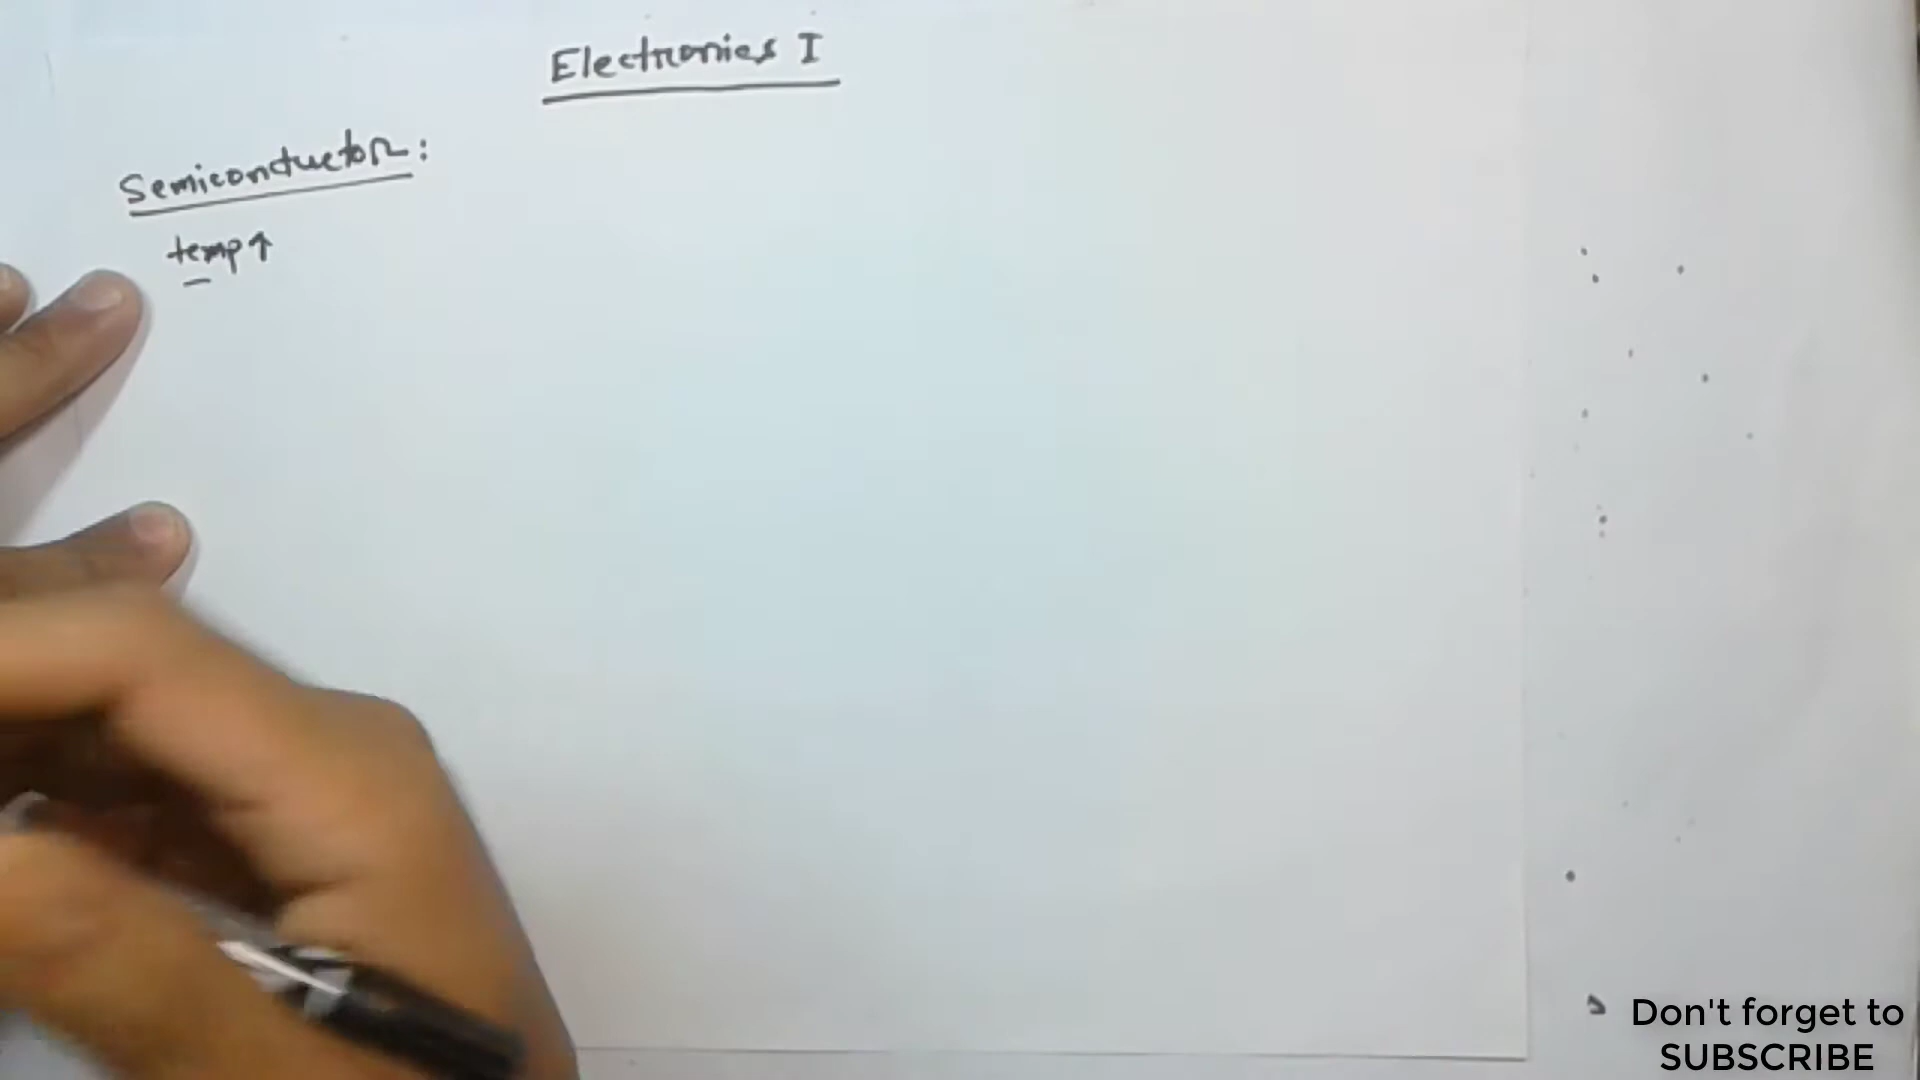 Electronics I
Semiconductor:
temp↑
Don't forget to
SUBSCRIBE